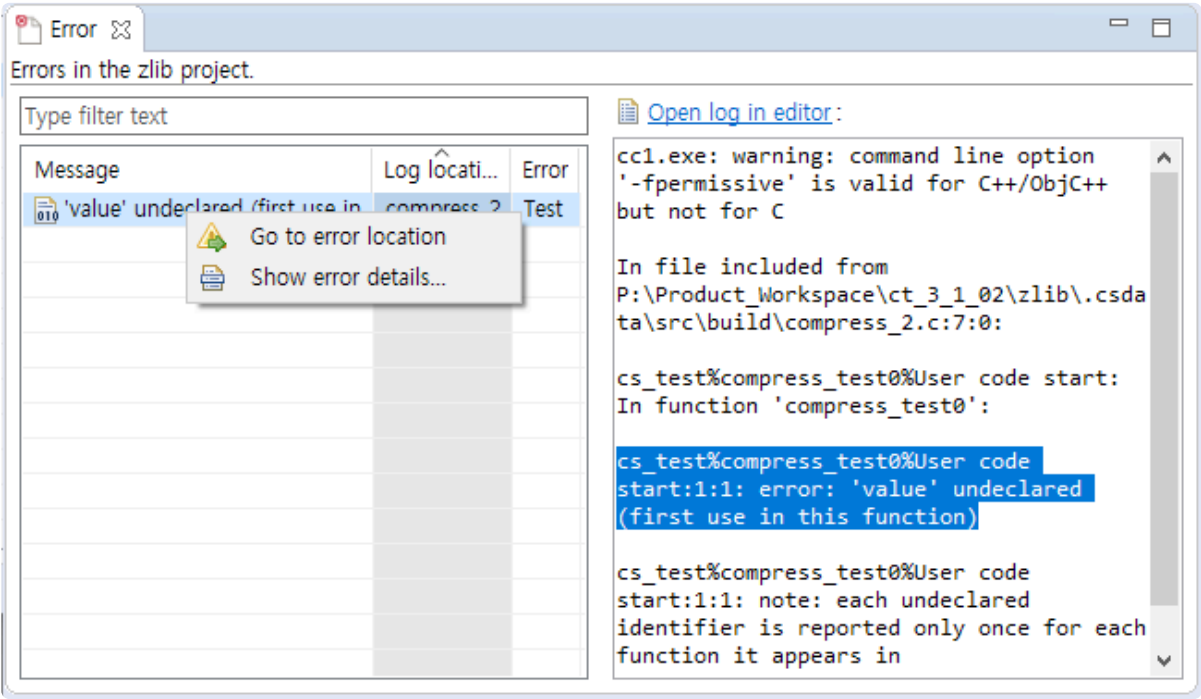 Error
Errors in the zlib project.
Type filter text
Message Log locati... Error
'value' undeclared (first use in compress_2 Test
Go to error location
Show error details...
Open log in editor:
cc1.exe: warning: command line option
'-fpermissive' is valid for C++/ObjC++
but not for C
In file included from
P:\Product_Workspace\ct_3_1_02\zlib\.csda
ta\src\build\compress_2.c:7:0:
cs_test%compress_test0%User code start:
In function 'compress_test0':
cs_test%compress_test0%User code
start:1:1: error: 'value' undeclared
(first use in this function)
cs_test%compress_test0%User code
start:1:1: note: each undeclared
identifier is reported only once for each
function it appears in